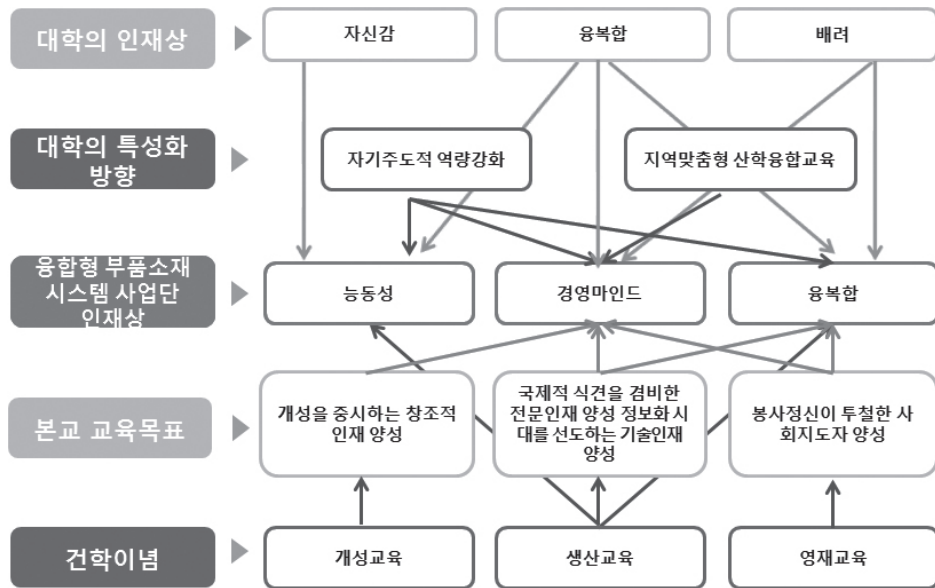 대학의 인재상
자신감
융복합
배려
대학의 특성화
방향
자기주도적 역량강화
지역맞춤형 산학융합교육
융합형 부품소재
시스템 사업단
인재상
능동성
경영마인드
융복합
본교 교육목표
개성을 중시하는 창조적
인재 양성
국제적 식견을 겸비한
전문인재 양성 정보화 시
대를 선도하는 기술인재
양성
봉사정신이 투철한 사
회지도자 양성
건학이념
개성교육
생산교육
영재교육